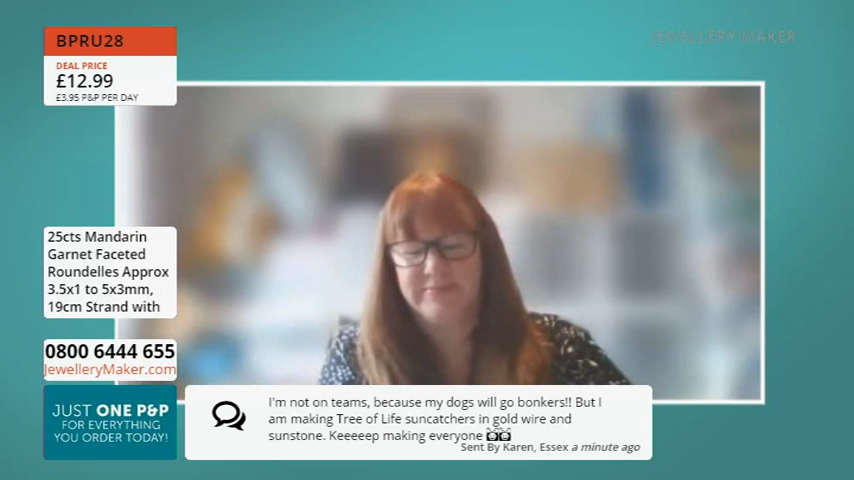 BPRU28
JEWELLERY MAKER
DEAL PRICE
£12.99
£3.95 P&P PER DAY
25cts Mandarin
Garnet Faceted
Roundelles Approx
3.5x1 to 5x3mm,
19cm Strand with
0800 6444 655
JewelleryMaker.com
JUST ONE P&P
FOR EVERYTHING
YOU ORDER TODAY!
I'm not on teams, because my dogs will go bonkers!! But I
am making Tree of Life suncatchers in gold wire and
sunstone. Keeeeep making everyone
Sent By Karen, Essex a minute ago